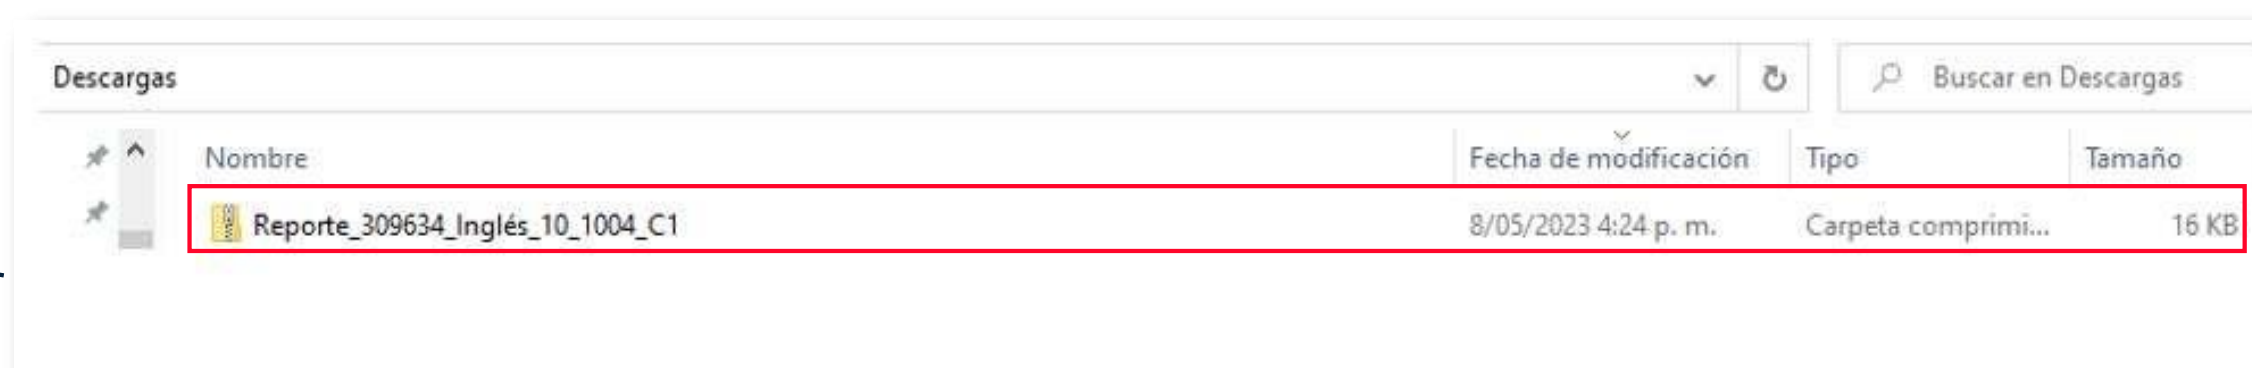 Descargas Buscar en Descargas
Nombre Fecha de modificación Tipo Tamaño
Reporte_309634_Inglés_10_1004_C1 8/05/2023 4:24 p. m. Carpeta comprimi... 16 KB